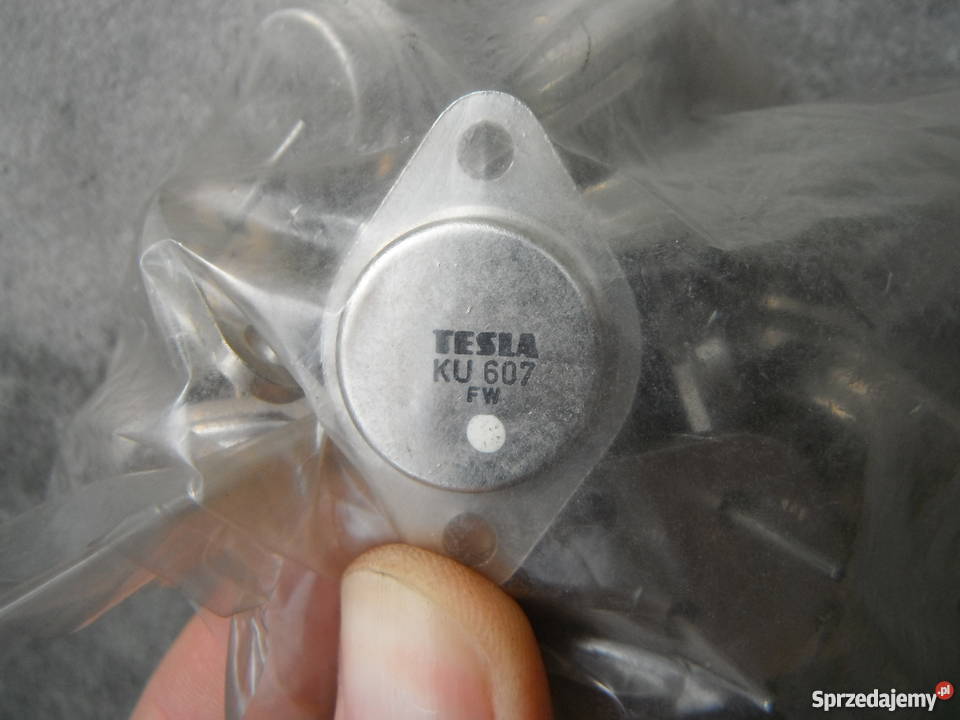 TESLA
KU 607
FW
Sprzedajemy.pl